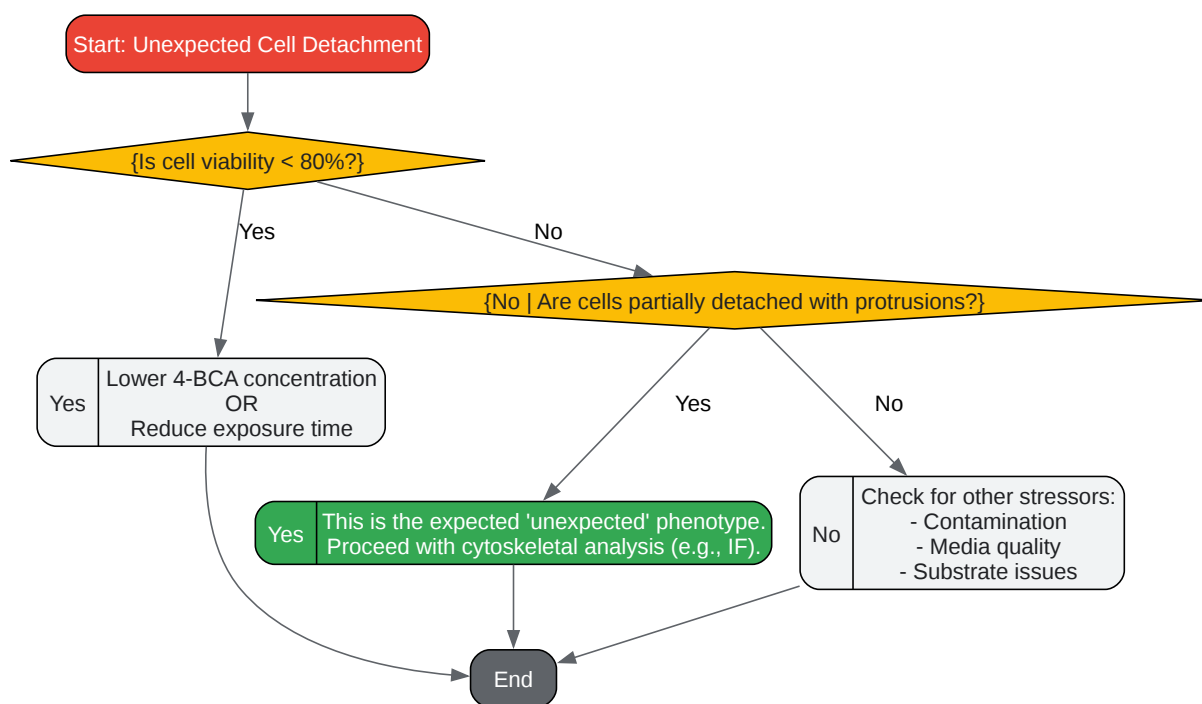 Start: Unexpected Cell Detachment
{Is cell viability < 80%?}
Yes
No
{No | Are cells partially detached with protrusions?}
Yes
Lower 4-BCA concentration
OR
Reduce exposure time
Yes
No
Yes
This is the expected 'unexpected' phenotype.
Proceed with cytoskeletal analysis (e.g., IF).
No
Check for other stressors:
- Contamination
- Media quality
- Substrate issues
End